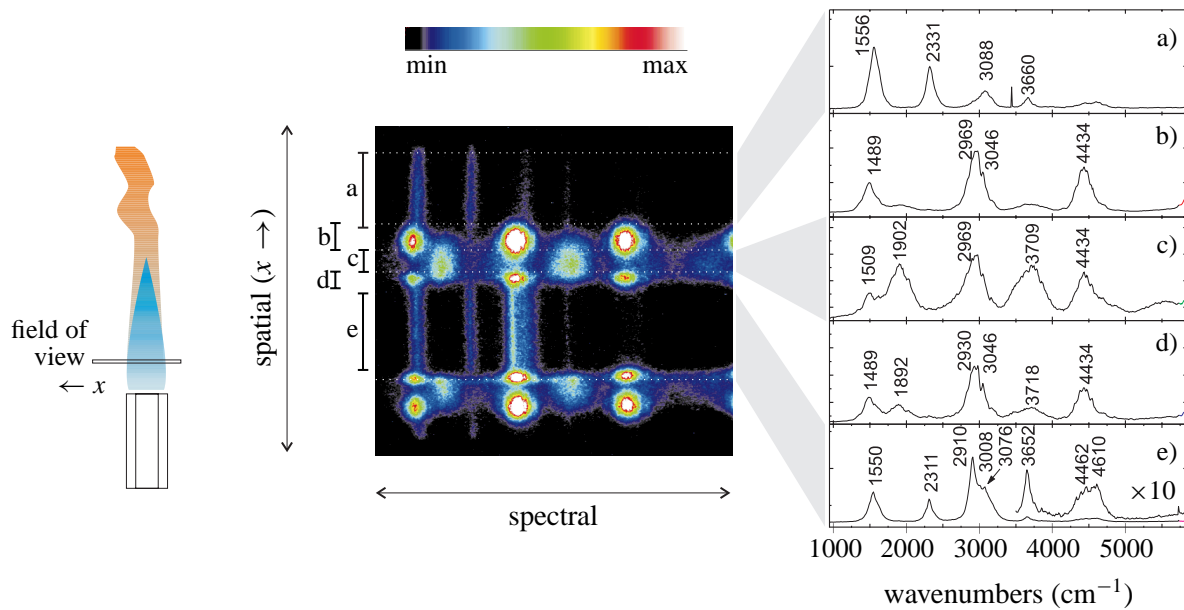 min
max
field of
view
← x
spatial (x →)
a
b
c
d
e
spectral
a)
1556
2331
3088
3660
b)
1489
2969
3046
4434
c)
1509
1902
2969
3709
4434
d)
1489
1892
2930
3046
3718
4434
e)
1550
2311
2910
3008
3076
3652
4462
4610
×10
1000 2000 3000 4000 5000
wavenumbers (cm⁻¹)